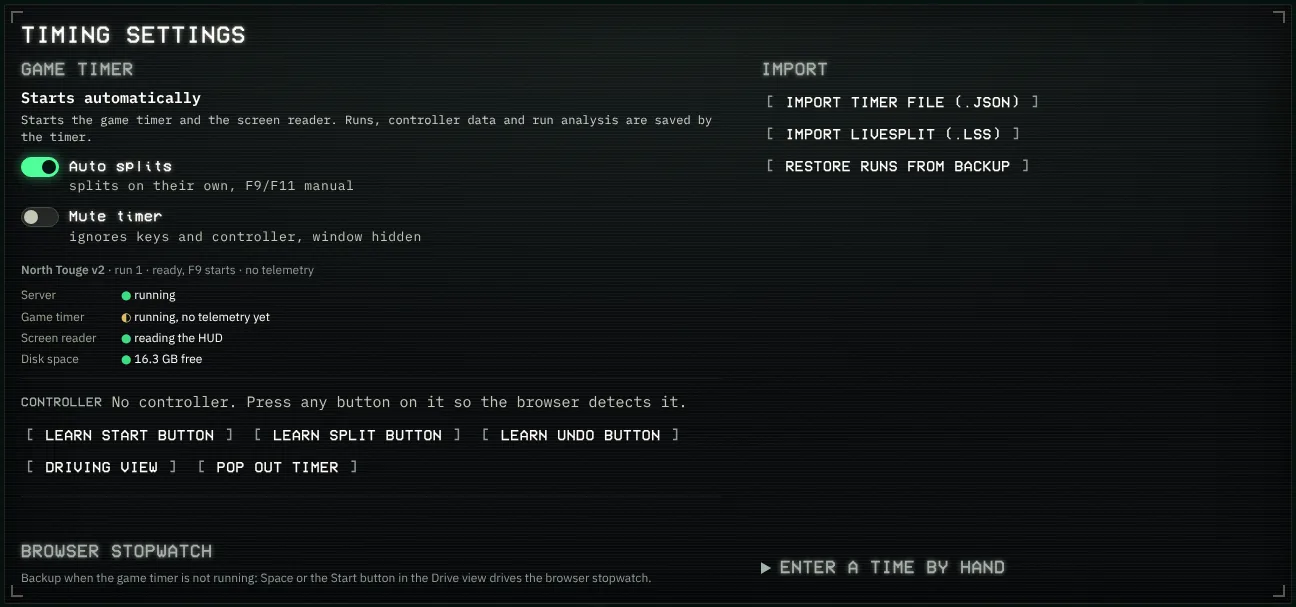 TIMING SETTINGS
GAME TIMER
Starts automatically
Starts the game timer and the screen reader. Runs, controller data and run analysis are saved by
the timer.
Auto splits
splits on their own, F9/F11 manual
Mute timer
ignores keys and controller, window hidden
North Touge v2 · run 1 · ready, F9 starts · no telemetry
Server running
Game timer running, no telemetry yet
Screen reader reading the HUD
Disk space 16.3 GB free
CONTROLLER No controller. Press any button on it so the browser detects it.
[ LEARN START BUTTON ] [ LEARN SPLIT BUTTON ] [ LEARN UNDO BUTTON ]
[ DRIVING VIEW ] [ POP OUT TIMER ]
BROWSER STOPWATCH
Backup when the game timer is not running: Space or the Start button in the Drive view drives the browser stopwatch.
IMPORT
[ IMPORT TIMER FILE (.JSON) ]
[ IMPORT LIVESPLIT (.LSS) ]
[ RESTORE RUNS FROM BACKUP ]
ENTER A TIME BY HAND